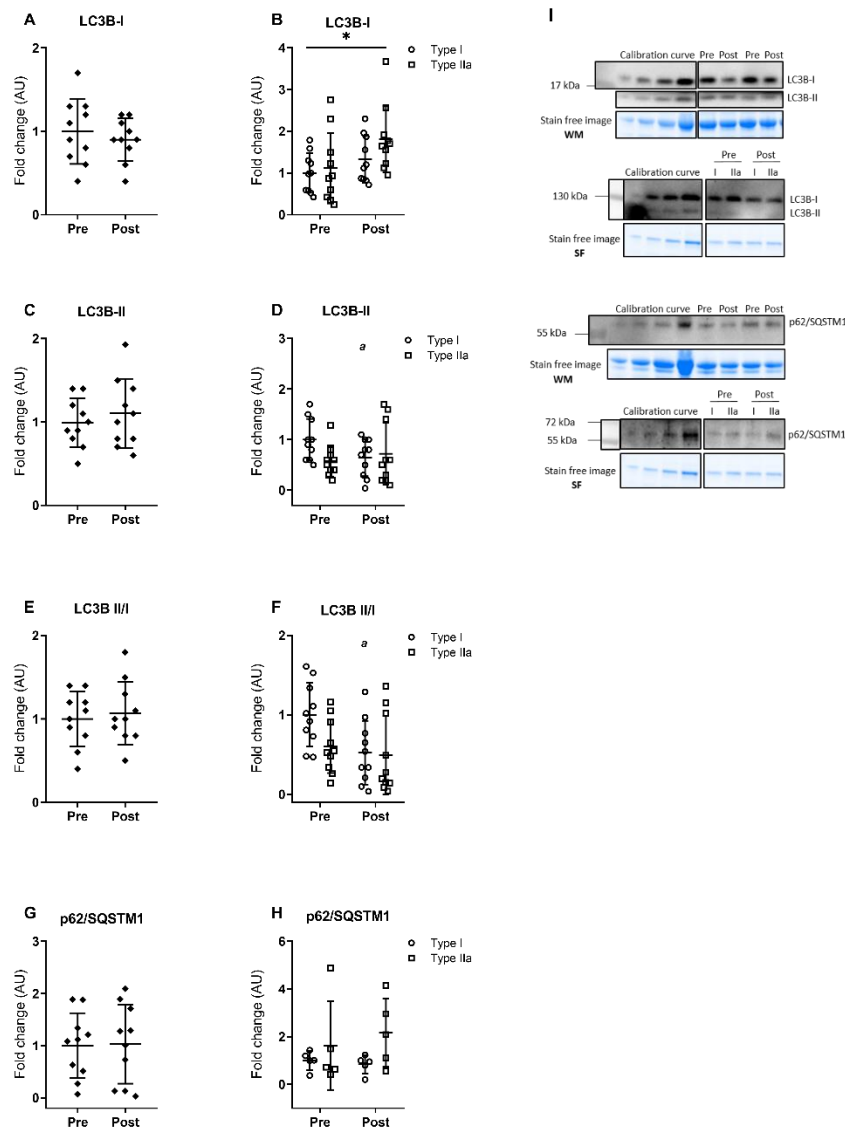 A
LC3B-I
Fold change (AU)
2
1
0
Pre
Post
B
LC3B-I
*
Fold change (AU)
4
3
2
1
0
Pre
Post
Type I
Type IIa
C
LC3B-II
Fold change (AU)
2
1
0
Pre
Post
D
LC3B-II
a
Fold change (AU)
3
2
1
0
Pre
Post
Type I
Type IIa
E
LC3B II/I
Fold change (AU)
2
1
0
Pre
Post
F
LC3B II/I
a
Fold change (AU)
2
1
0
Pre
Post
Type I
Type IIa
G
p62/SQSTM1
Fold change (AU)
3
2
1
0
Pre
Post
H
p62/SQSTM1
Fold change (AU)
6
4
2
0
Pre
Post
Type I
Type IIa
I
Calibration curve Pre Post Pre Post
17 kDa
LC3B-I
LC3B-II
Stain free image
WM
Pre Post
Calibration curve I IIa I IIa
130 kDa
LC3B-I
LC3B-II
Stain free image
SF
Calibration curve Pre Post Pre Post
p62/SQSTM1
55 kDa
Stain free image
WM
Pre Post
Calibration curve I IIa I IIa
72 kDa
55 kDa
p62/SQSTM1
Stain free image
SF